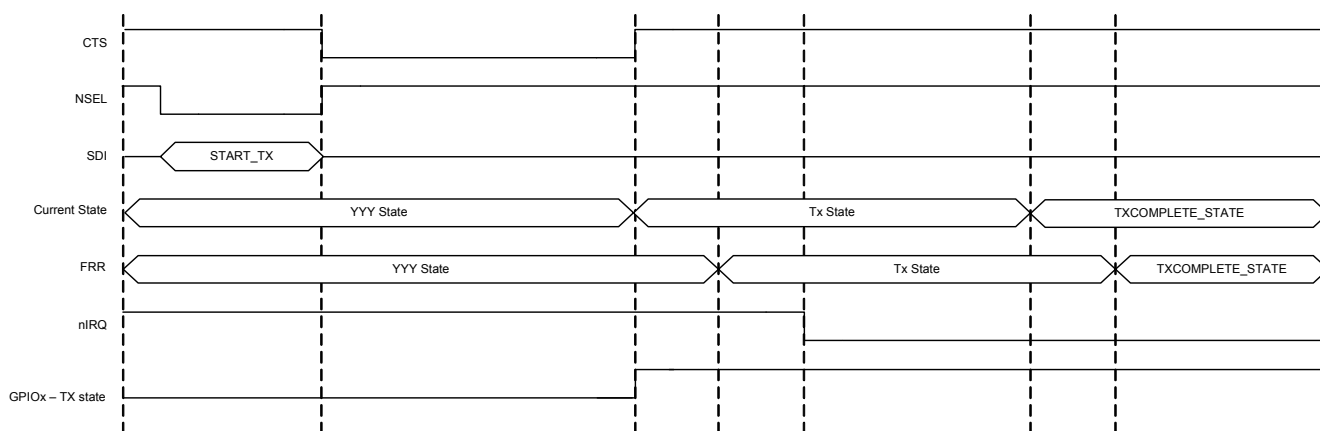 CTS
NSEL
SDI START_TX
Current State YYY State Tx State TXCOMPLETE_STATE
FRR YYY State Tx State TXCOMPLETE_STATE
nIRQ
GPIOx – TX state